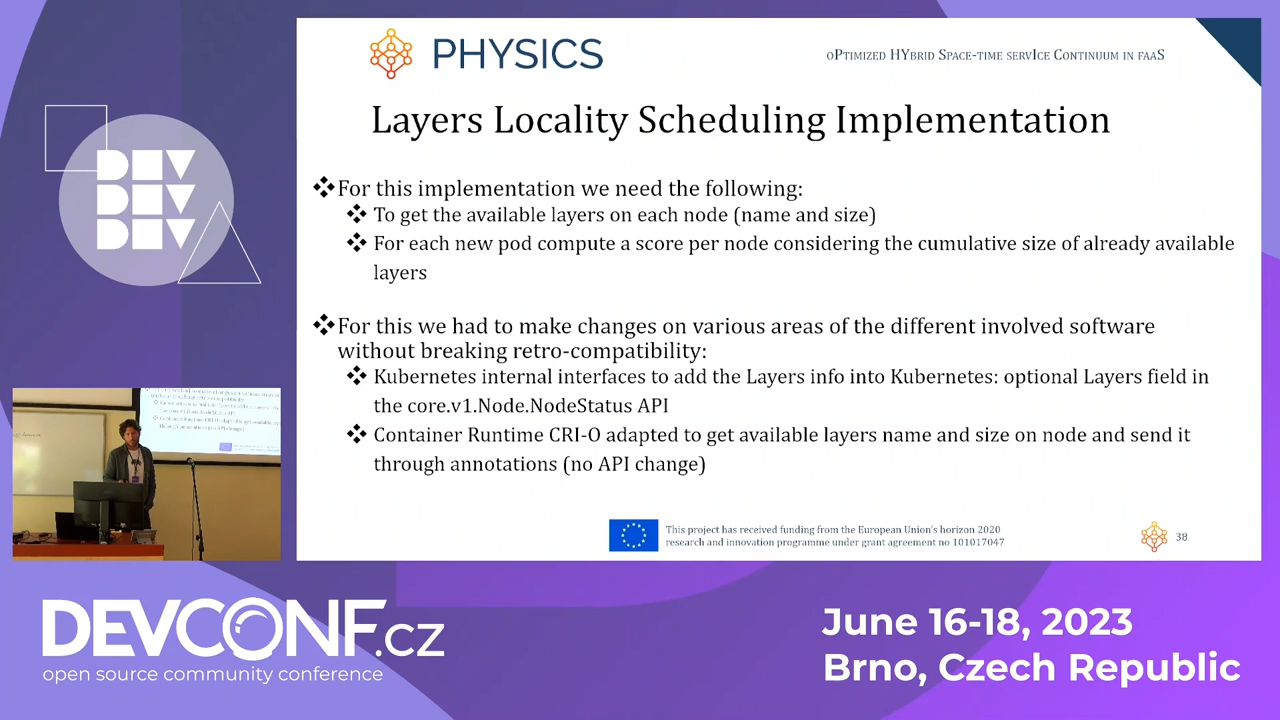 PHYSICS
oPtimized HYbrid Space-time servIce Continuum in faaS
Layers Locality Scheduling Implementation
❖For this implementation we need the following:
❖ To get the available layers on each node (name and size)
❖ For each new pod compute a score per node considering the cumulative size of already available
layers
❖For this we had to make changes on various areas of the different involved software
without breaking retro-compatibility:
❖ Kubernetes internal interfaces to add the Layers info into Kubernetes: optional Layers field in
the core.v1.Node.NodeStatus API
❖ Container Runtime CRI-O adapted to get available layers name and size on node and send it
through annotations (no API change)
This project has received funding from the European Union's horizon 2020
research and innovation programme under grant agreement no 101017047
38
DEV
DEV
DEV
DEVCONF.cz
open source community conference
June 16-18, 2023
Brno, Czech Republic